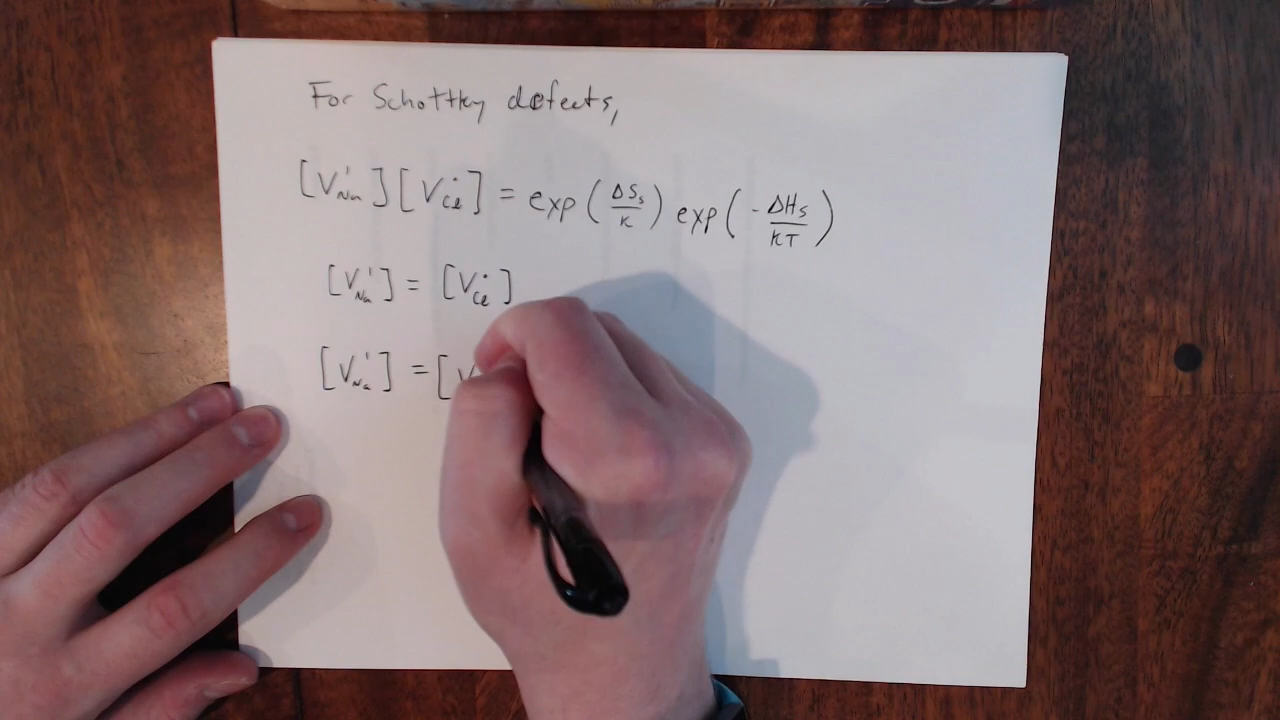 For Schottky defects,
[V'Na][V•Cl] = exp(ΔSs/K) exp(-ΔHs/KT)
[V'Na] = [V•Cl]
[V'Na] = [V